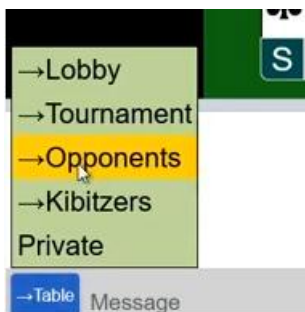 S
→Lobby
→Tournament
→Opponents
→Kibitzers
Private
→Table Message